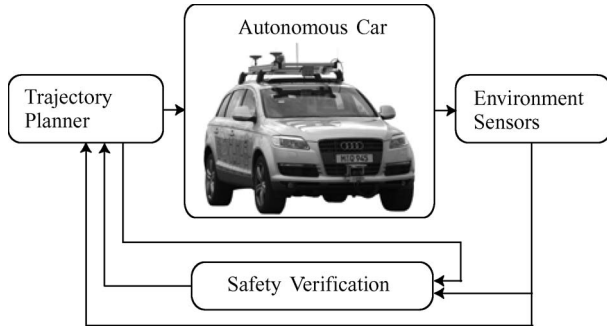 Autonomous Car
Trajectory
Planner
Environment
Sensors
Safety Verification